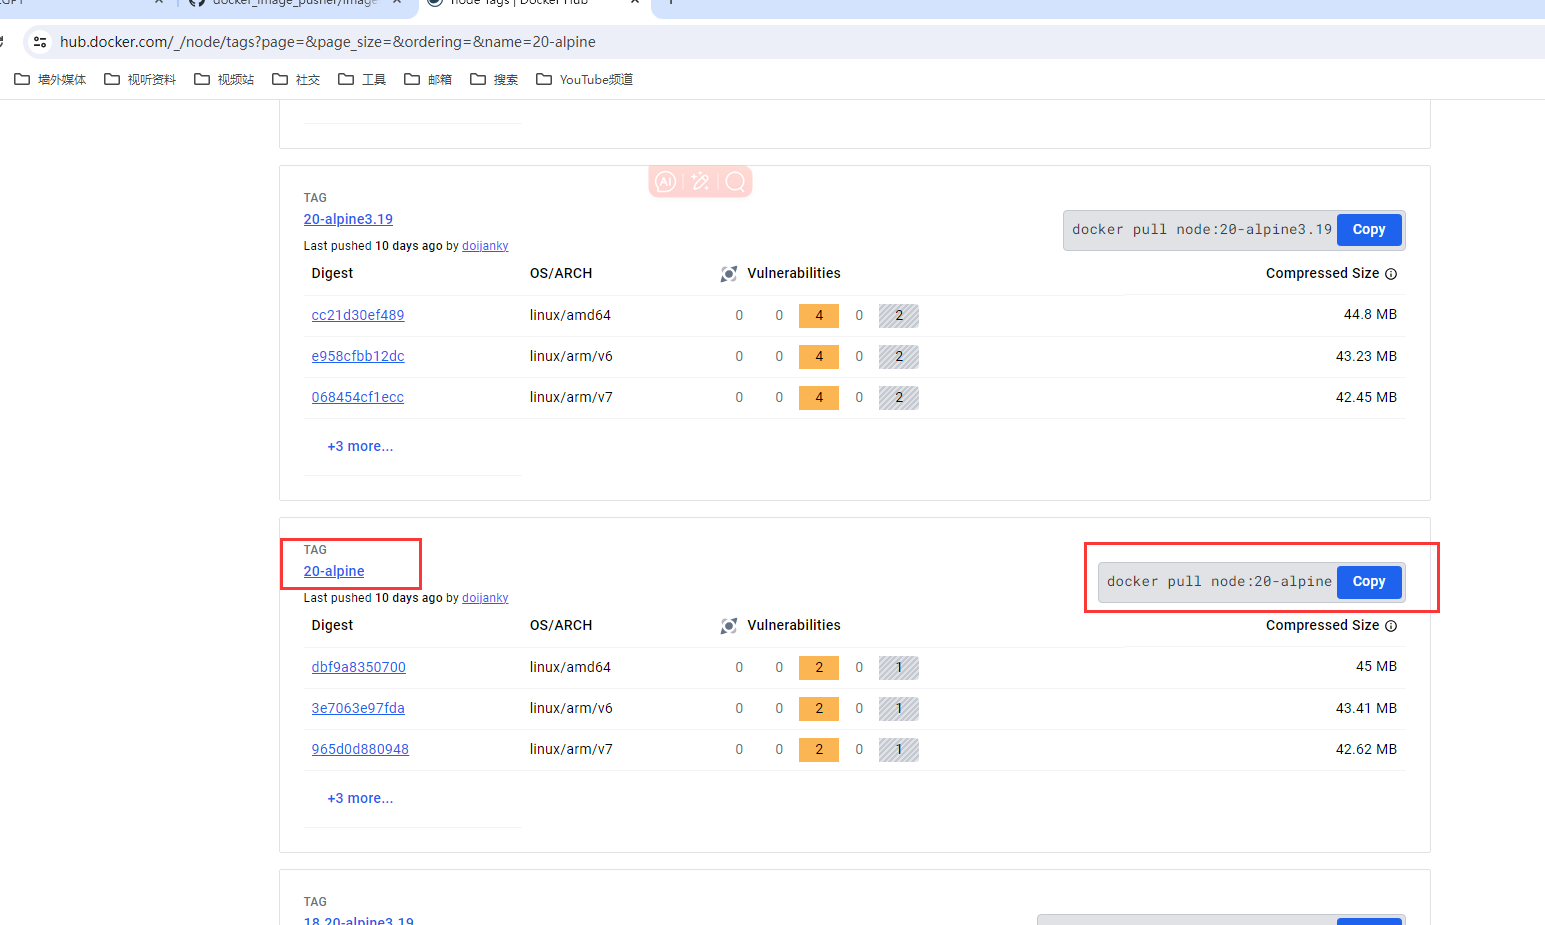 docker_image_pusher/image
node Tags | Docker Hub
hub.docker.com/_/node/tags?page=&page_size=&ordering=&name=20-alpine
墙外媒体 视听资料 视频站 社交 工具 邮箱 搜索 YouTube频道
AI
TAG
20-alpine3.19
docker pull node:20-alpine3.19 Copy
Last pushed 10 days ago by doijanky
Digest OS/ARCH Vulnerabilities Compressed Size
cc21d30ef489 linux/amd64 0 0 4 0 2 44.8 MB
e958cfbb12dc linux/arm/v6 0 0 4 0 2 43.23 MB
068454cf1ecc linux/arm/v7 0 0 4 0 2 42.45 MB
+3 more...
TAG
20-alpine
docker pull node:20-alpine Copy
Last pushed 10 days ago by doijanky
Digest OS/ARCH Vulnerabilities Compressed Size
dbf9a8350700 linux/amd64 0 0 2 0 1 45 MB
3e7063e97fda linux/arm/v6 0 0 2 0 1 43.41 MB
965d0d880948 linux/arm/v7 0 0 2 0 1 42.62 MB
+3 more...
TAG
18.20-alpine3.19